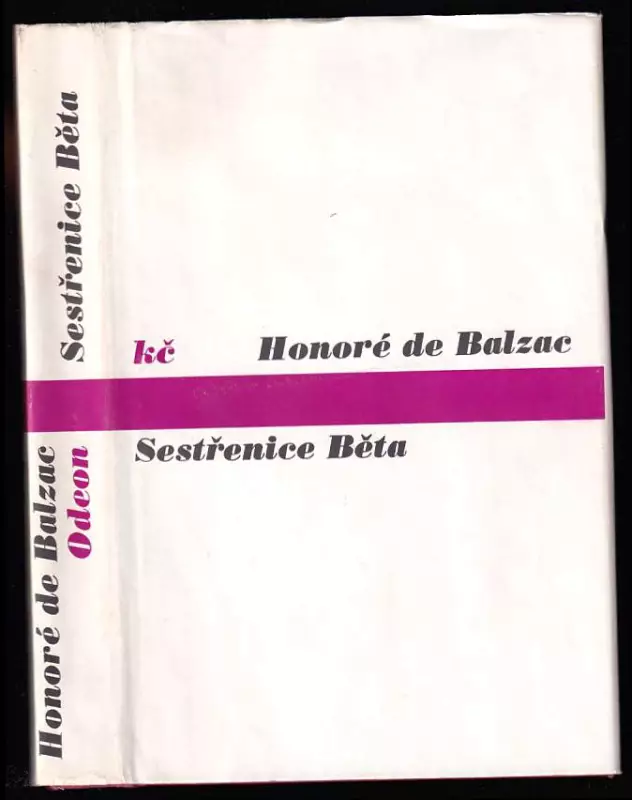 Sestřenice Běta
Honoré de Balzac
Odeon
kč
Honoré de Balzac
Sestřenice Běta